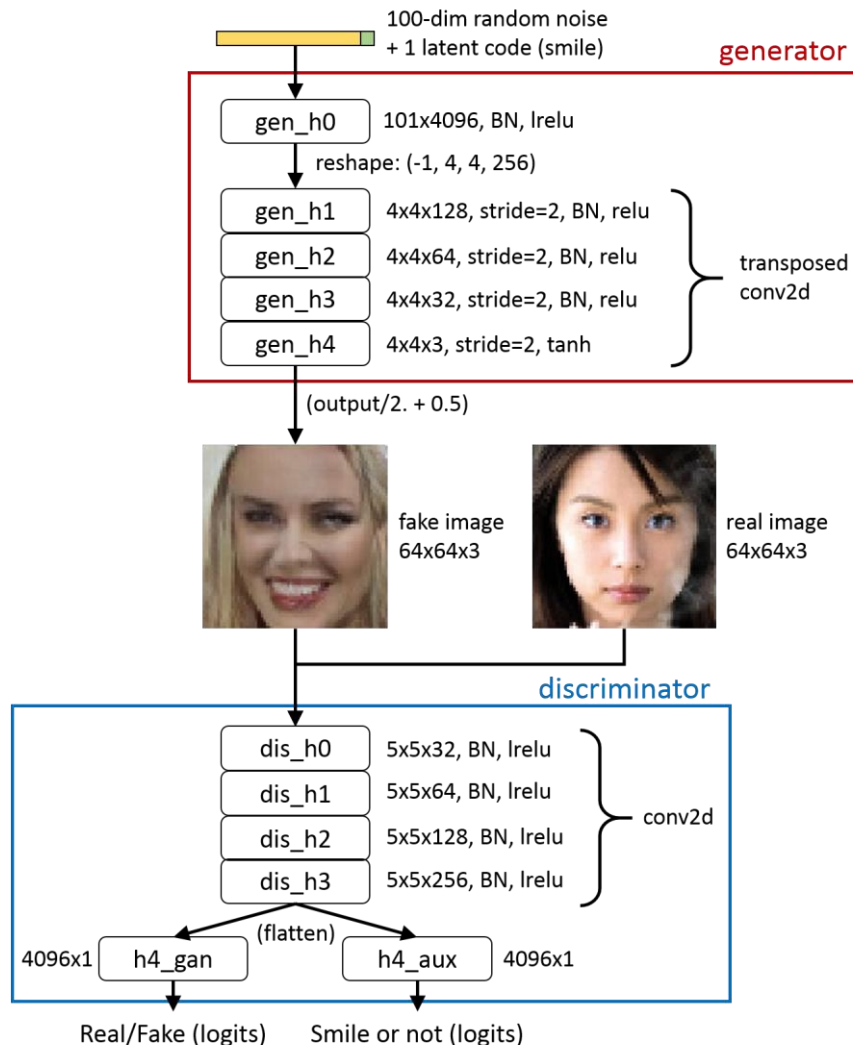 100-dim random noise
+ 1 latent code (smile)
generator
gen_h0
101x4096, BN, lrelu
reshape: (-1, 4, 4, 256)
gen_h1
4x4x128, stride=2, BN, relu
gen_h2
4x4x64, stride=2, BN, relu
gen_h3
4x4x32, stride=2, BN, relu
gen_h4
4x4x3, stride=2, tanh
transposed
conv2d
(output/2. + 0.5)
fake image
64x64x3
real image
64x64x3
discriminator
dis_h0
5x5x32, BN, lrelu
dis_h1
5x5x64, BN, lrelu
dis_h2
5x5x128, BN, lrelu
dis_h3
5x5x256, BN, lrelu
conv2d
(flatten)
4096x1
h4_gan
h4_aux
4096x1
Real/Fake (logits)
Smile or not (logits)